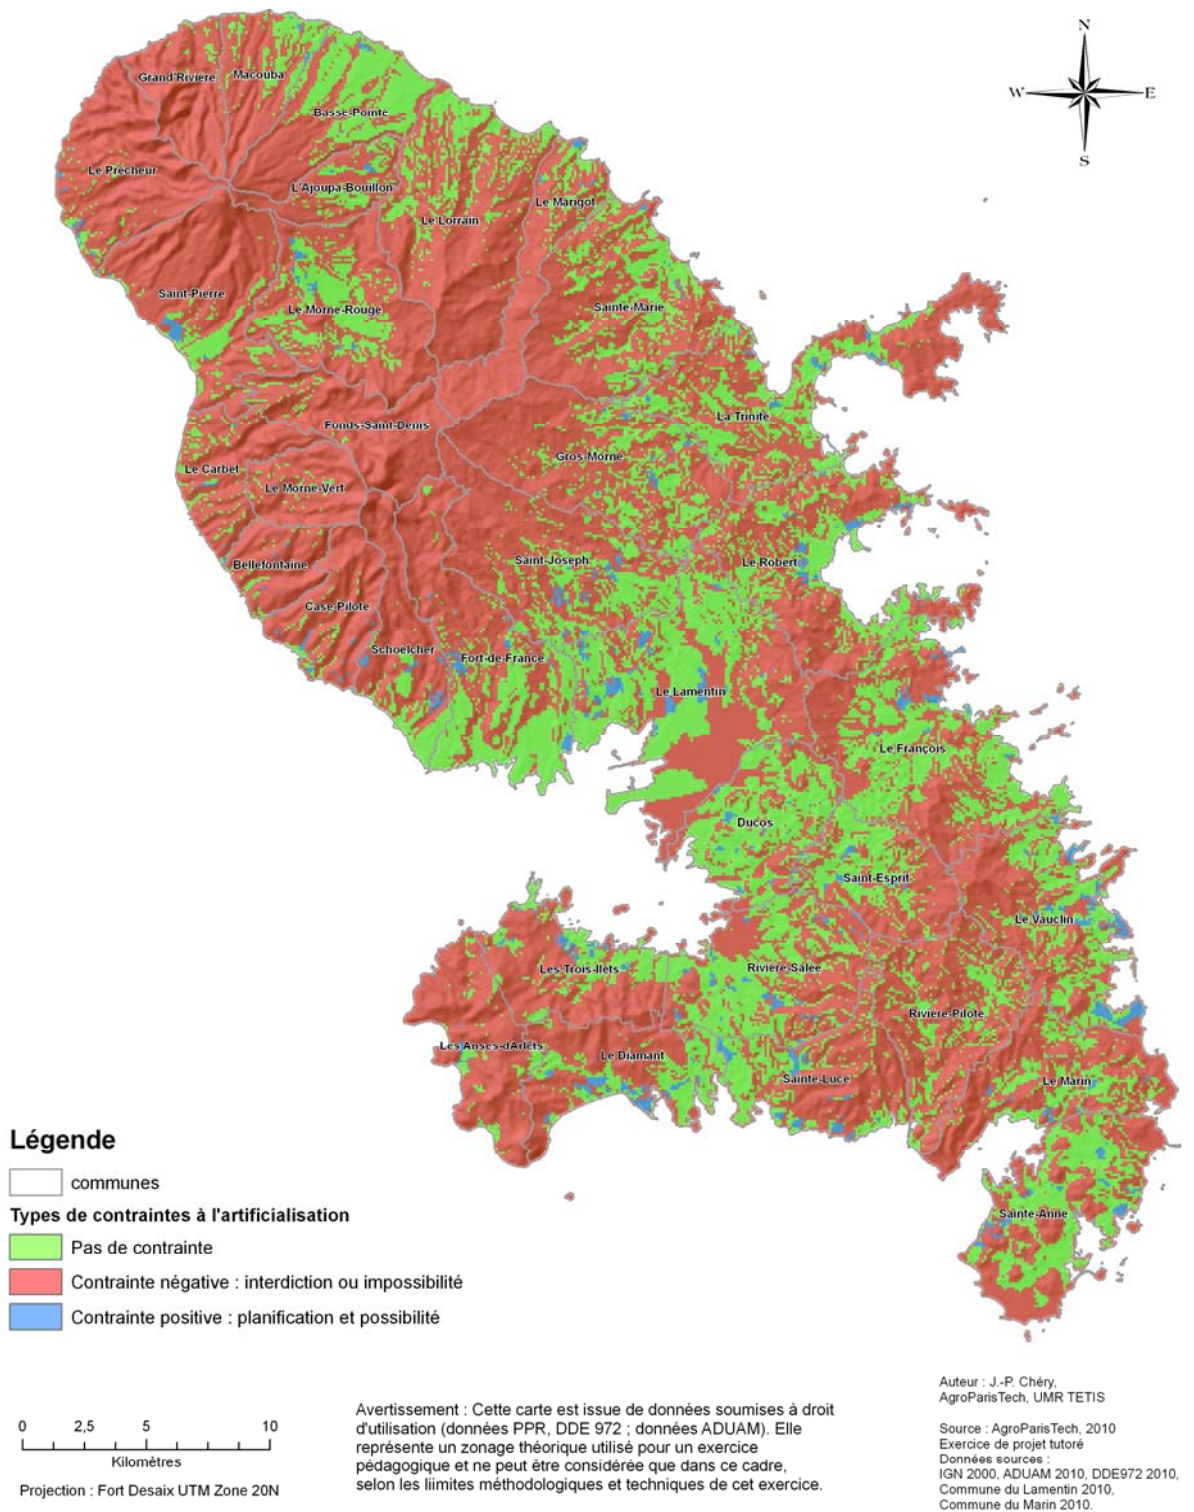 N
W
E
S
Grand'Rivière
Macouba
Basse-Pointe
Le Prêcheur
L'Ajoupa-Bouillon
Le Marigot
Le Lorrain
Saint-Pierre
Le Morne-Rouge
Sainte-Marie
La Trinité
Fonds-Saint-Denis
Gros-Morne
Le Carbet
Le Morne-Vert
Bellefontaine
Saint-Joseph
Le Robert
Case-Pilote
Schoelcher
Fort-de-France
Le Lamentin
Le François
Ducos
Saint-Esprit
Le Vauclin
Les Trois-Ilets
Rivière-Salée
Rivière-Pilote
Les Anses-d'Arlets
Le Diamant
Sainte-Luce
Le Marin
Sainte-Anne
Légende
communes
Types de contraintes à l'artificialisation
Pas de contrainte
Contrainte négative : interdiction ou impossibilité
Contrainte positive : planification et possibilité
0 2,5 5 10
Kilomètres
Projection : Fort Desaix UTM Zone 20N
Avertissement : Cette carte est issue de données soumises à droit
d'utilisation (données PPR, DDE 972 ; données ADUAM). Elle
représente un zonage théorique utilisé pour un exercice
pédagogique et ne peut être considérée que dans ce cadre,
selon les liimites méthodologiques et techniques de cet exercice.
Auteur : J.-P. Chéry,
AgroParisTech, UMR TETIS
Source : AgroParisTech, 2010
Exercice de projet tutoré
Données sources :
IGN 2000, ADUAM 2010, DDE972 2010,
Commune du Lamentin 2010,
Commune du Marin 2010.